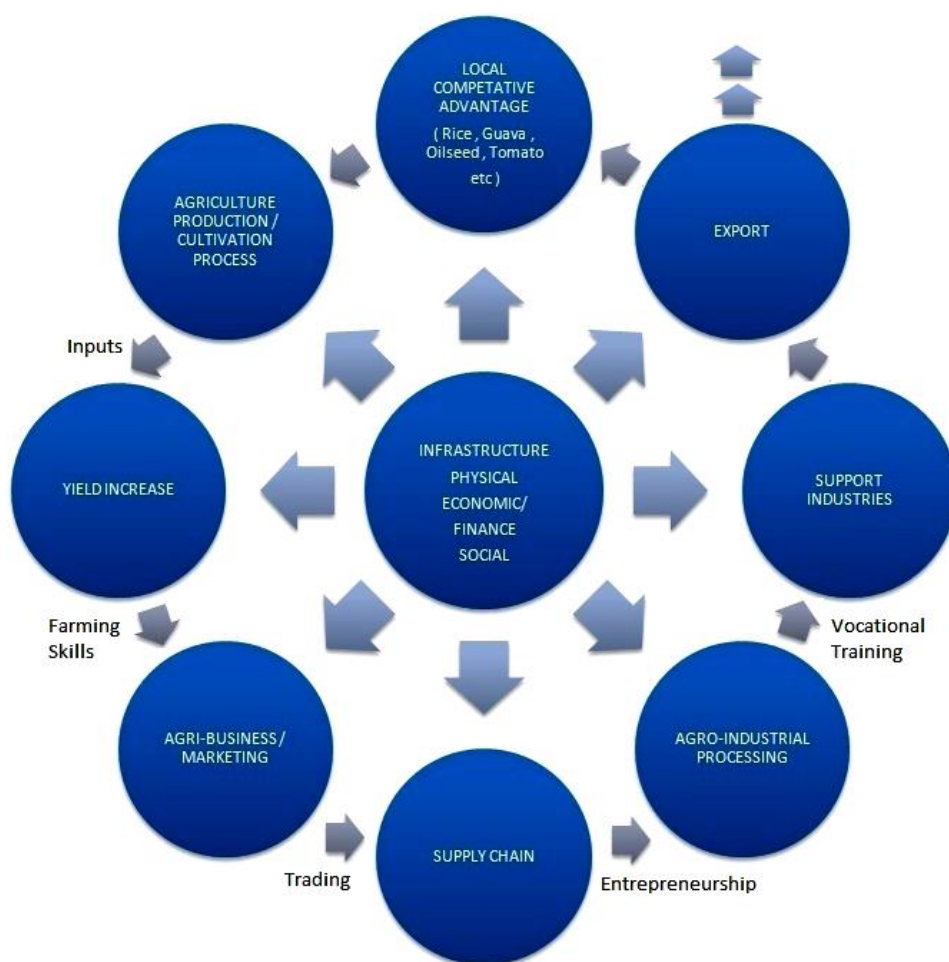 LOCAL
COMPETATIVE
ADVANTAGE
( Rice , Guava ,
Oilseed , Tomato
etc )
AGRICULTURE
PRODUCTION /
CULTIVATION
PROCESS
EXPORT
Inputs
INFRASTRUCTURE
PHYSICAL
ECONOMIC/
FINANCE
SOCIAL
YIELD INCREASE
SUPPORT
INDUSTRIES
Farming
Skills
Vocational
Training
AGRI-BUSINESS /
MARKETING
AGRO-INDUSTRIAL
PROCESSING
SUPPLY CHAIN
Trading
Entrepreneurship